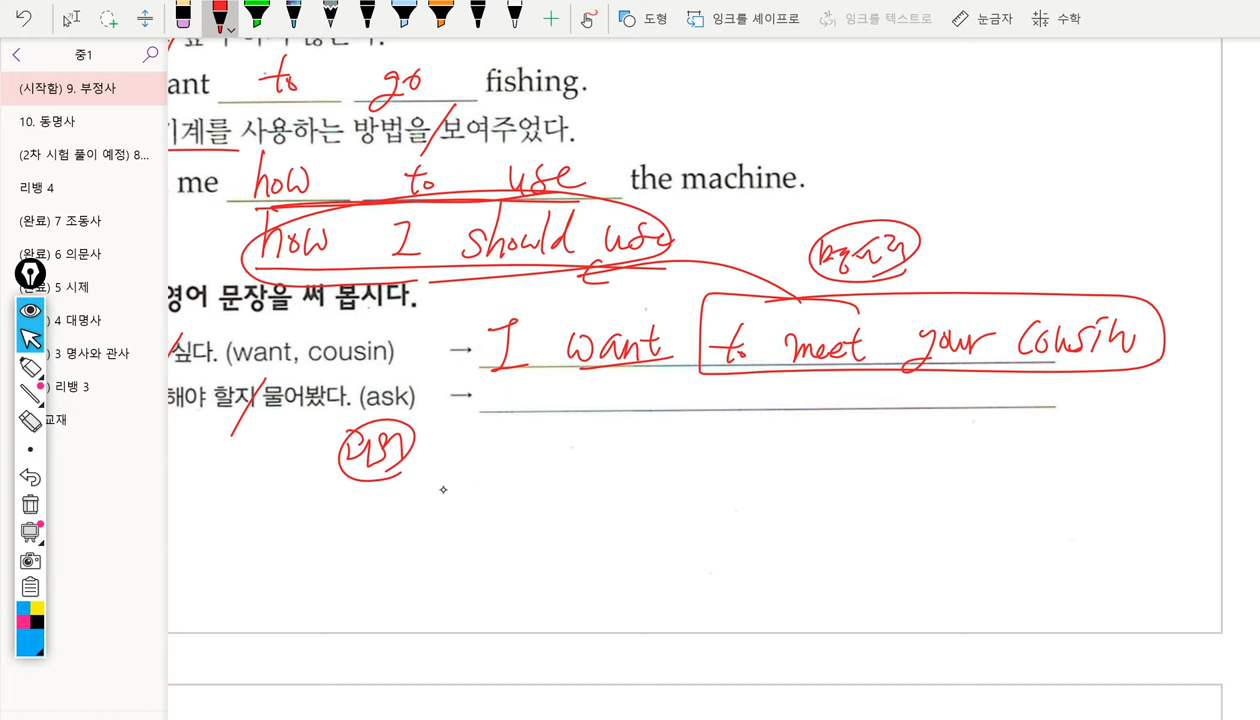 도형 잉크를 셰이프로 잉크를 텍스트로 눈금자 수학
중1
(시작함) 9. 부정사
10. 동명사
(2차 시험 풀이 예정) 8...
리뱅 4
(완료) 7 조동사
(완료) 6 의문사
5 시제
) 4 대명사
) 3 명사와 관사
) 리뱅 3
교재
ant to go fishing.
기계를 사용하는 방법을 보여주었다.
me how to use the machine.
how I should use
영어 문장을 써 봅시다.
싶다. (want, cousin) → I want to meet your cousin
해야 할지 물어봤다. (ask) →